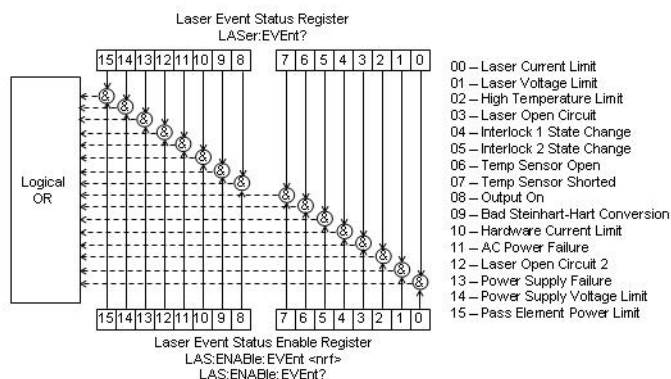 Laser Event Status Register
LASer:EVEnt?
15 14 13 12 11 10 9 8 7 6 5 4 3 2 1 0
& & & & & & & & & & & & & & & &
Logical
OR
15 14 13 12 11 10 9 8 7 6 5 4 3 2 1 0
Laser Event Status Enable Register
LAS:ENABle:EVEnt <nrf>
LAS:ENABle:EVEnt?
00 – Laser Current Limit
01 – Laser Voltage Limit
02 – High Temperature Limit
03 – Laser Open Circuit
04 – Interlock 1 State Change
05 – Interlock 2 State Change
06 – Temp Sensor Open
07 – Temp Sensor Shorted
08 – Output On
09 – Bad Steinhart-Hart Conversion
10 – Hardware Current Limit
11 – AC Power Failure
12 – Laser Open Circuit 2
13 – Power Supply Failure
14 – Power Supply Voltage Limit
15 – Pass Element Power Limit